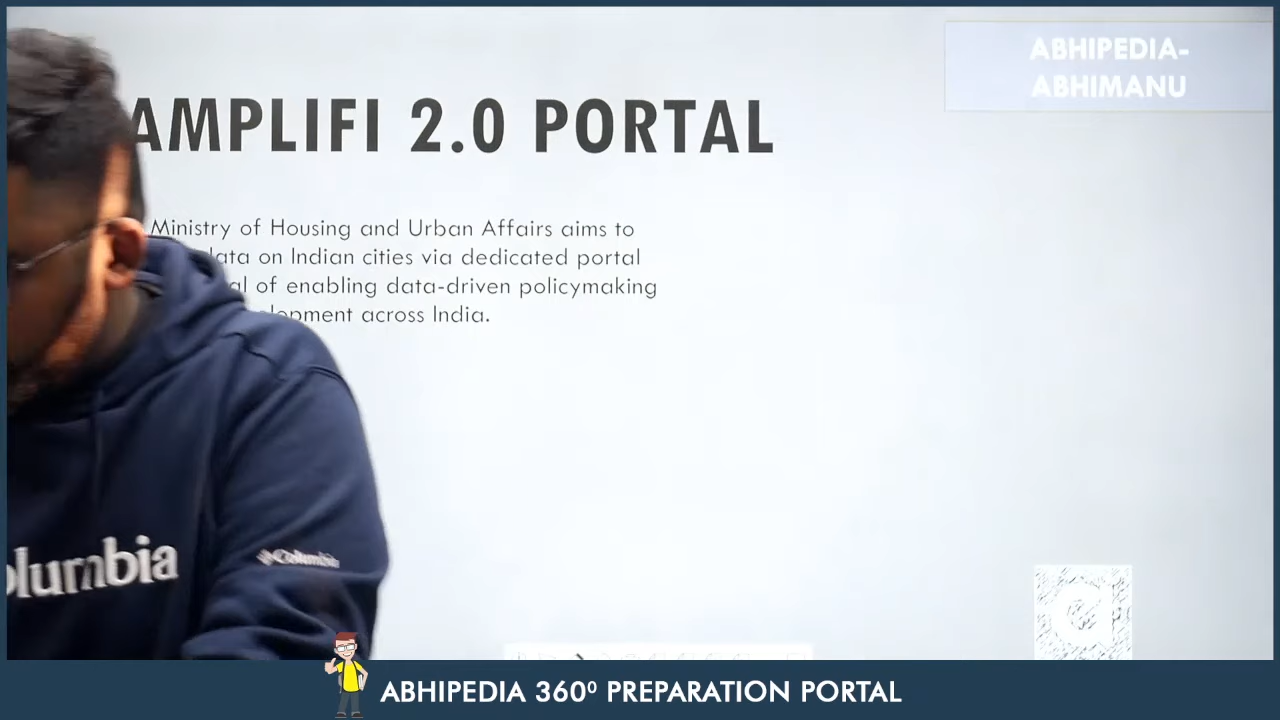 ABHIPEDIA-
ABHIMANU
AMPLIFI 2.0 PORTAL
Ministry of Housing and Urban Affairs aims to
on Indian cities via dedicated portal
of enabling data-driven policymaking
across India.
Columbia
ABHIPEDIA 360⁰ PREPARATION PORTAL